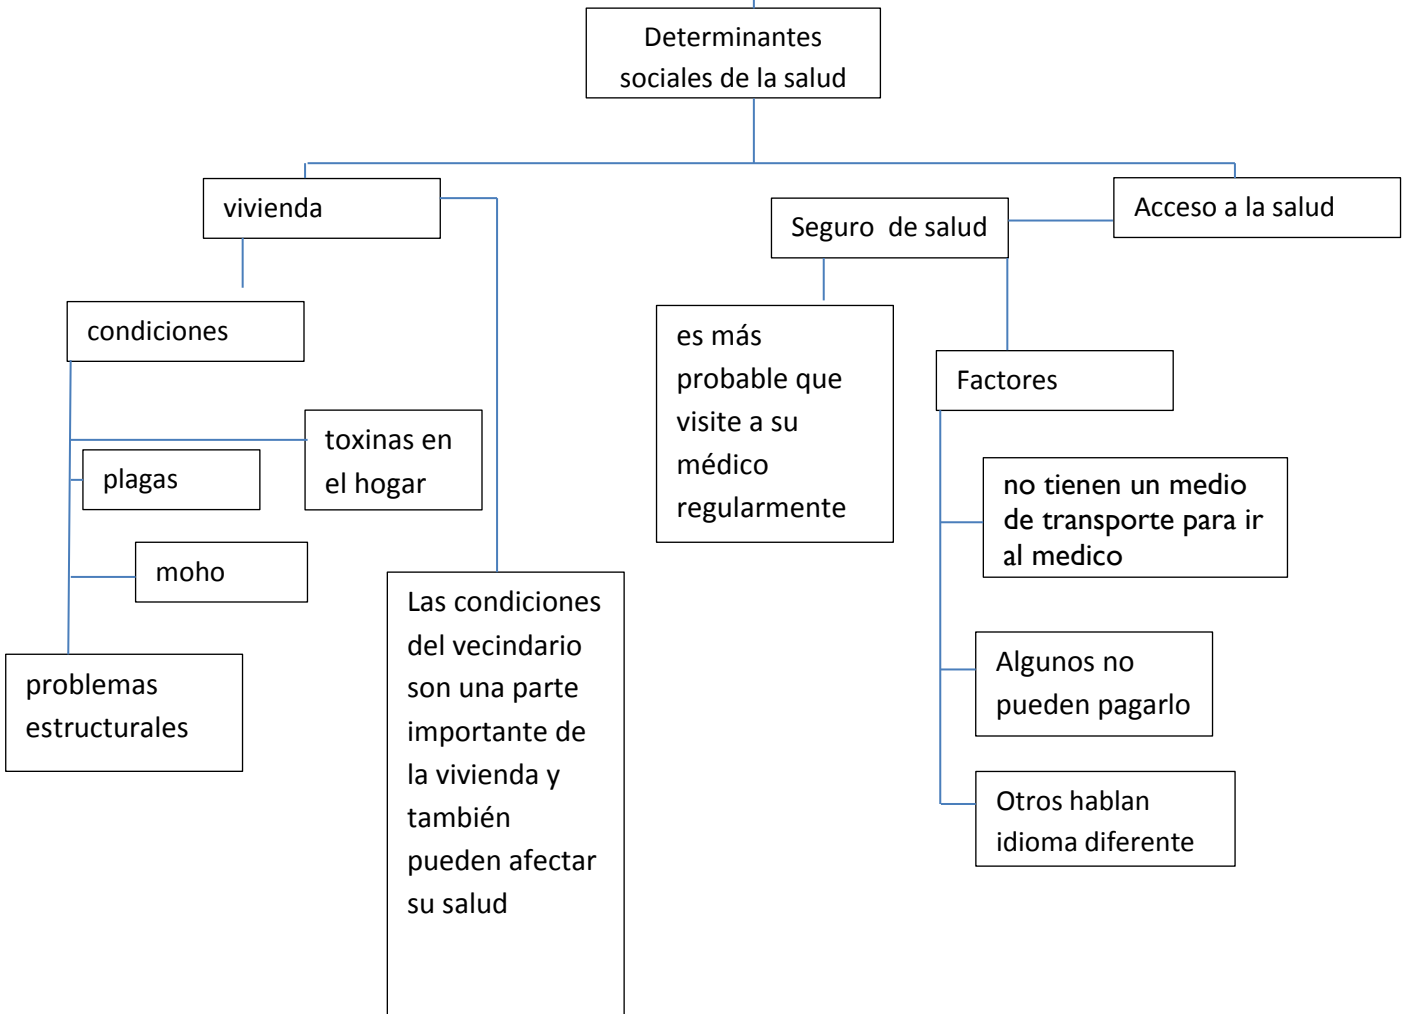 Determinantes
sociales de la salud
vivienda
Seguro  de salud
Acceso a la salud
condiciones
es más
probable que
visite a su
médico
regularmente
Factores
toxinas en
el hogar
plagas
no tienen un medio
de transporte para ir
al medico
moho
Las condiciones
del vecindario
son una parte
importante de
la vivienda y
también
pueden afectar
su salud
problemas
estructurales
Algunos no
pueden pagarlo
Otros hablan
idioma diferente